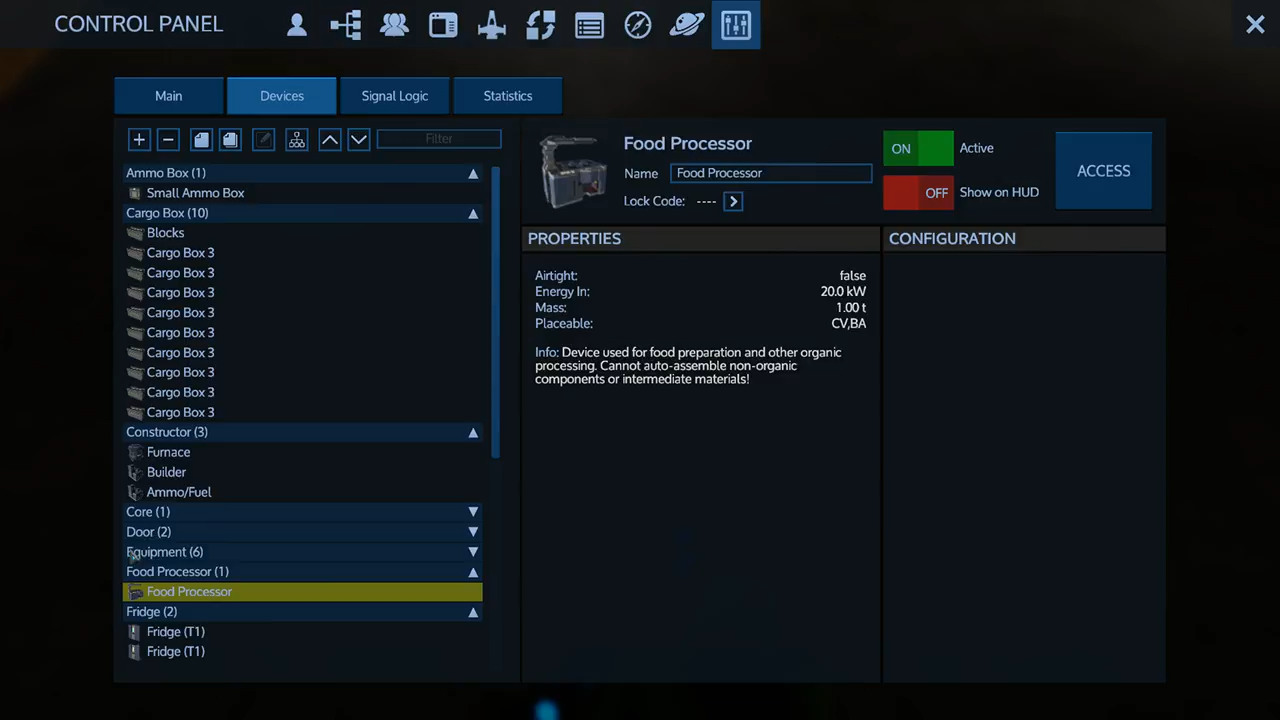 CONTROL PANEL
Main
Devices
Signal Logic
Statistics
Filter
Ammo Box (1)
Small Ammo Box
Cargo Box (10)
Blocks
Cargo Box 3
Cargo Box 3
Cargo Box 3
Cargo Box 3
Cargo Box 3
Cargo Box 3
Cargo Box 3
Cargo Box 3
Cargo Box 3
Constructor (3)
Furnace
Builder
Ammo/Fuel
Core (1)
Door (2)
Equipment (6)
Food Processor (1)
Food Processor
Fridge (2)
Fridge (T1)
Fridge (T1)
Food Processor
Name Food Processor
Lock Code: ----
ON Active
OFF Show on HUD
ACCESS
PROPERTIES
Airtight: false
Energy In: 20.0 kW
Mass: 1.00 t
Placeable: CV,BA
Info: Device used for food preparation and other organic
processing. Cannot auto-assemble non-organic
components or intermediate materials!
CONFIGURATION